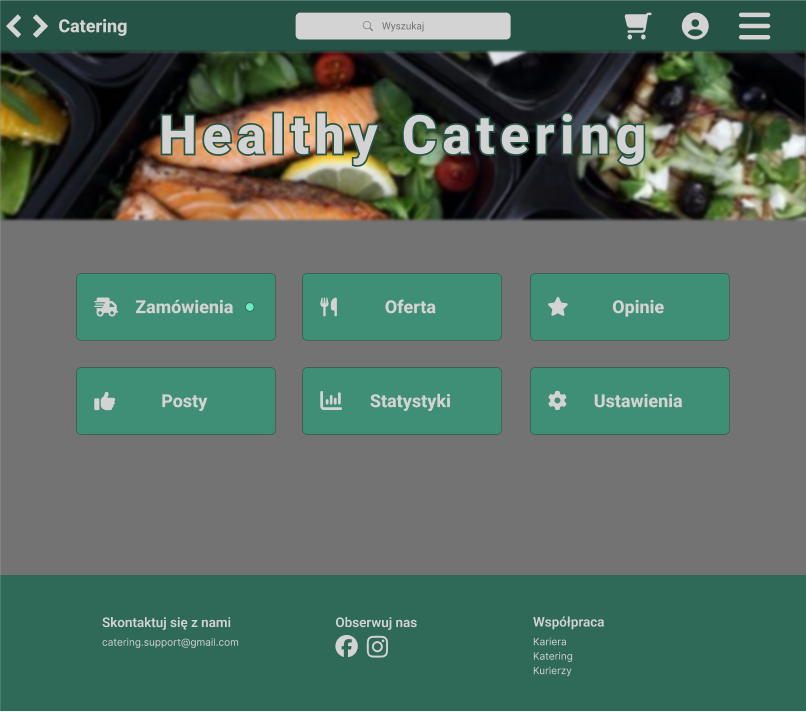 Catering
Wyszukaj
Healthy Catering
Zamówienia
Oferta
Opinie
Posty
Statystyki
Ustawienia
Skontaktuj się z nami
catering.support@gmail.com
Obserwuj nas
Współpraca
Kariera
Katering
Kurierzy